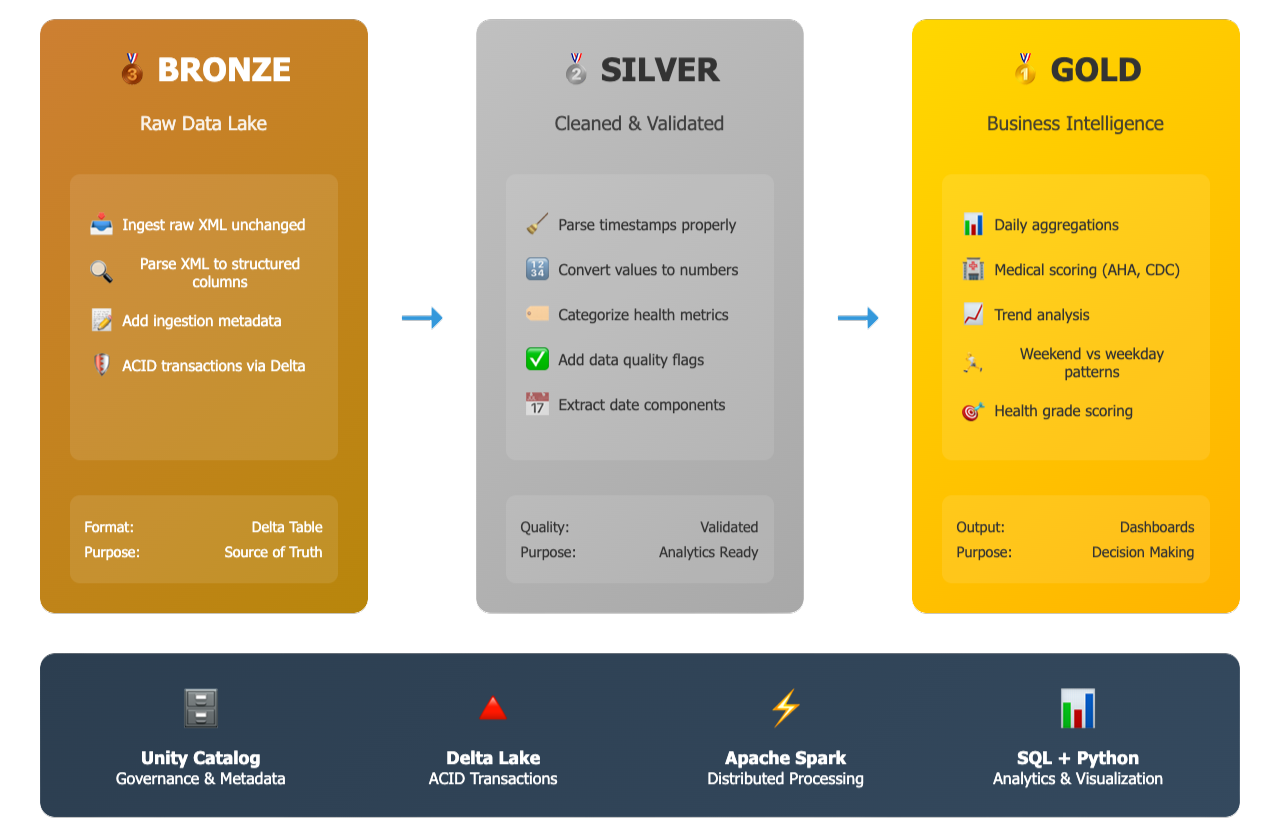 BRONZE
Raw Data Lake
Ingest raw XML unchanged
Parse XML to structured
columns
Add ingestion metadata
ACID transactions via Delta
Format: Delta Table
Purpose: Source of Truth
SILVER
Cleaned & Validated
Parse timestamps properly
Convert values to numbers
Categorize health metrics
Add data quality flags
Extract date components
Quality: Validated
Purpose: Analytics Ready
GOLD
Business Intelligence
Daily aggregations
Medical scoring (AHA, CDC)
Trend analysis
Weekend vs weekday
patterns
Health grade scoring
Output: Dashboards
Purpose: Decision Making
Unity Catalog
Governance & Metadata
Delta Lake
ACID Transactions
Apache Spark
Distributed Processing
SQL + Python
Analytics & Visualization